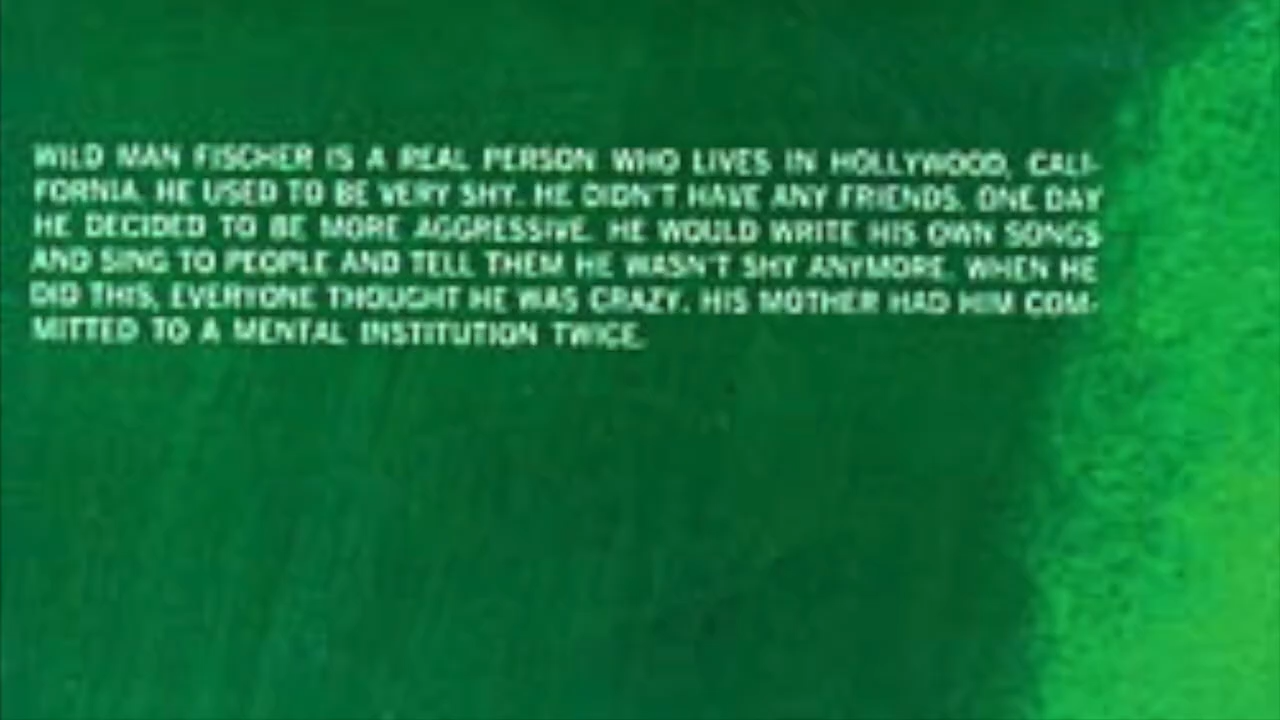 WILD MAN FISCHER IS A REAL PERSON WHO LIVES IN HOLLYWOOD, CALI-
FORNIA. HE USED TO BE VERY SHY. HE DIDN'T HAVE ANY FRIENDS. ONE DAY
HE DECIDED TO BE MORE AGGRESSIVE. HE WOULD WRITE HIS OWN SONGS
AND SING TO PEOPLE AND TELL THEM HE WASN'T SHY ANYMORE. WHEN HE
DID THIS, EVERYONE THOUGHT HE WAS CRAZY. HIS MOTHER HAD HIM COM-
MITTED TO A MENTAL INSTITUTION TWICE.